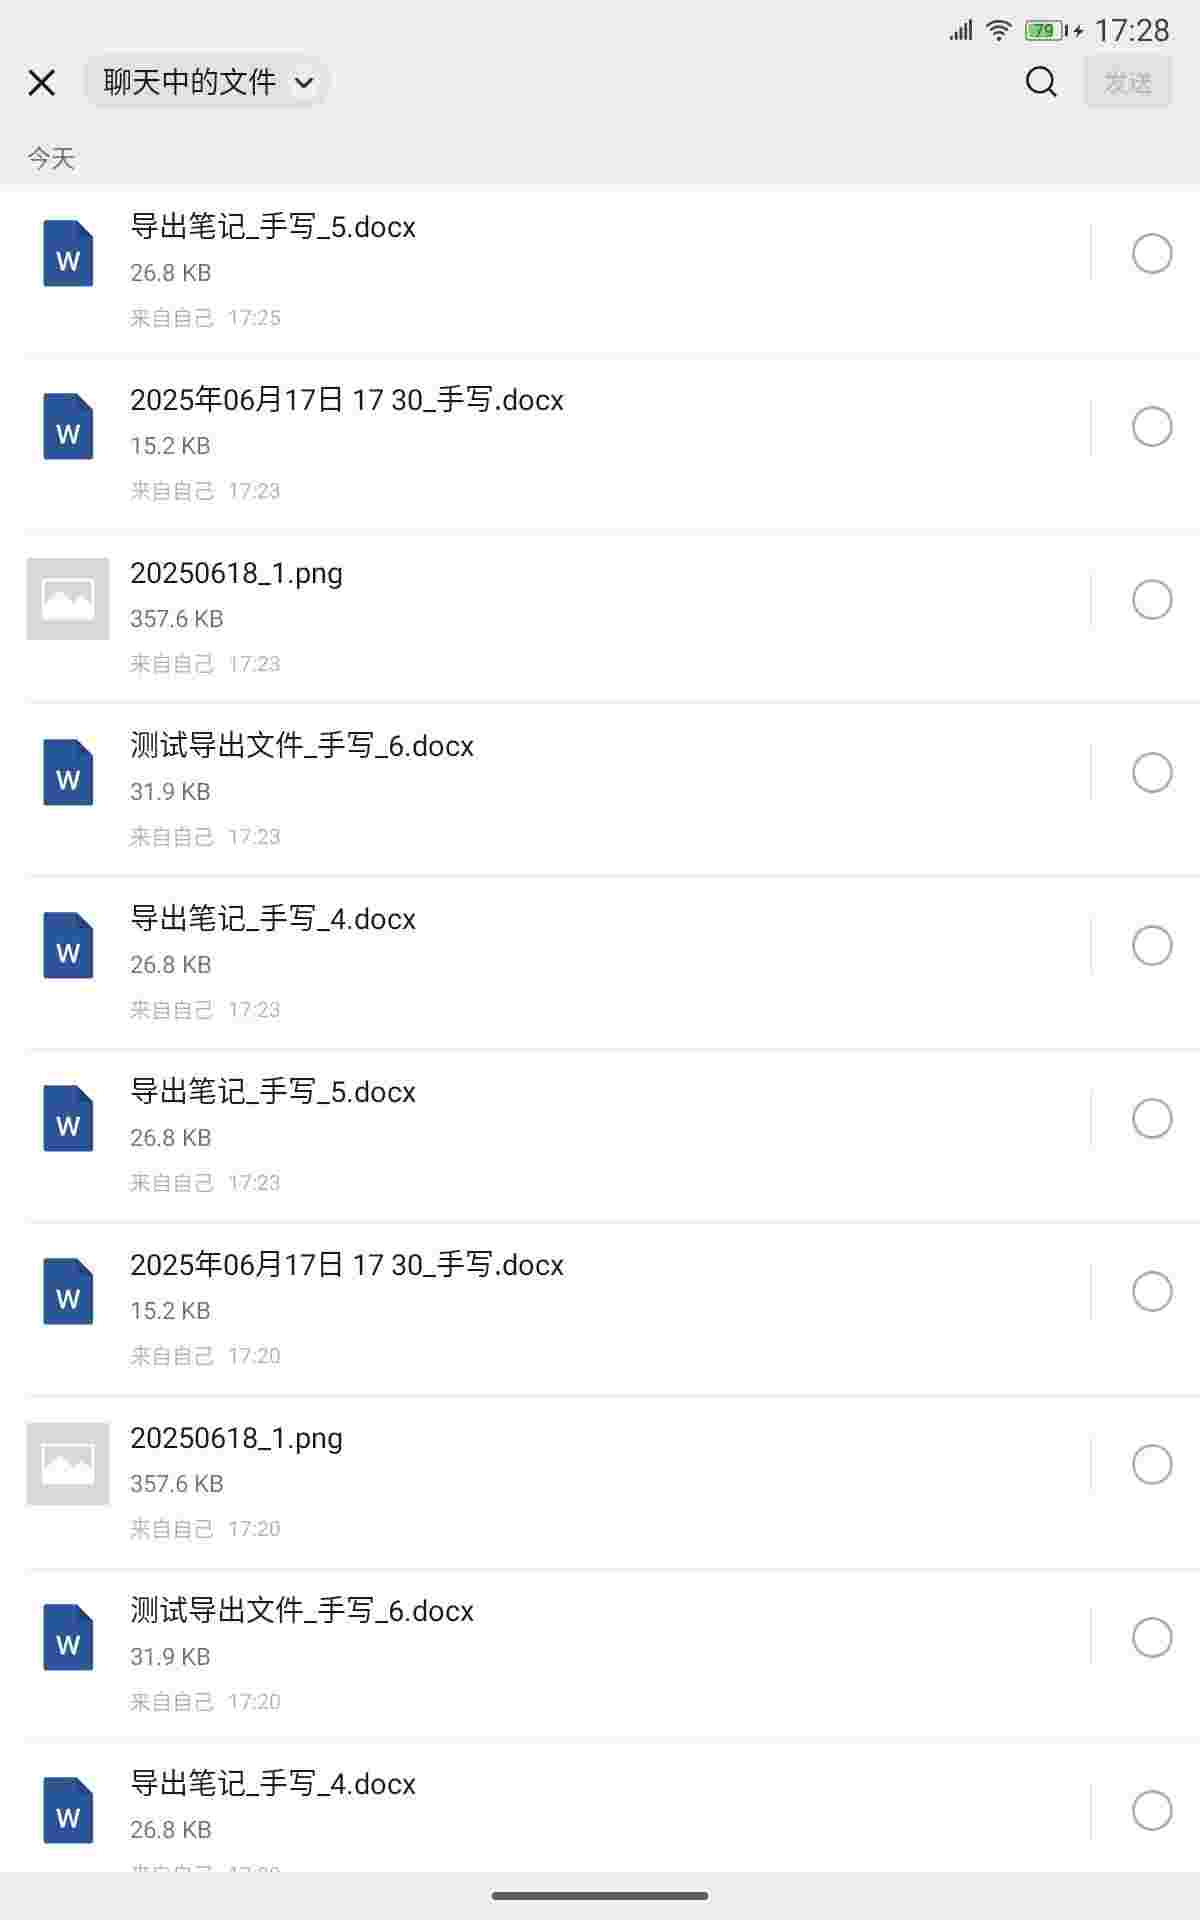 79 17:28
聊天中的文件 发送
今天
导出笔记_手写_5.docx
W
26.8 KB
来自自己 17:25
2025年06月17日 17 30_手写.docx
W
15.2 KB
来自自己 17:23
20250618_1.png
357.6 KB
来自自己 17:23
测试导出文件_手写_6.docx
W
31.9 KB
来自自己 17:23
导出笔记_手写_4.docx
W
26.8 KB
来自自己 17:23
导出笔记_手写_5.docx
W
26.8 KB
来自自己 17:23
2025年06月17日 17 30_手写.docx
W
15.2 KB
来自自己 17:20
20250618_1.png
357.6 KB
来自自己 17:20
测试导出文件_手写_6.docx
W
31.9 KB
来自自己 17:20
导出笔记_手写_4.docx
W
26.8 KB